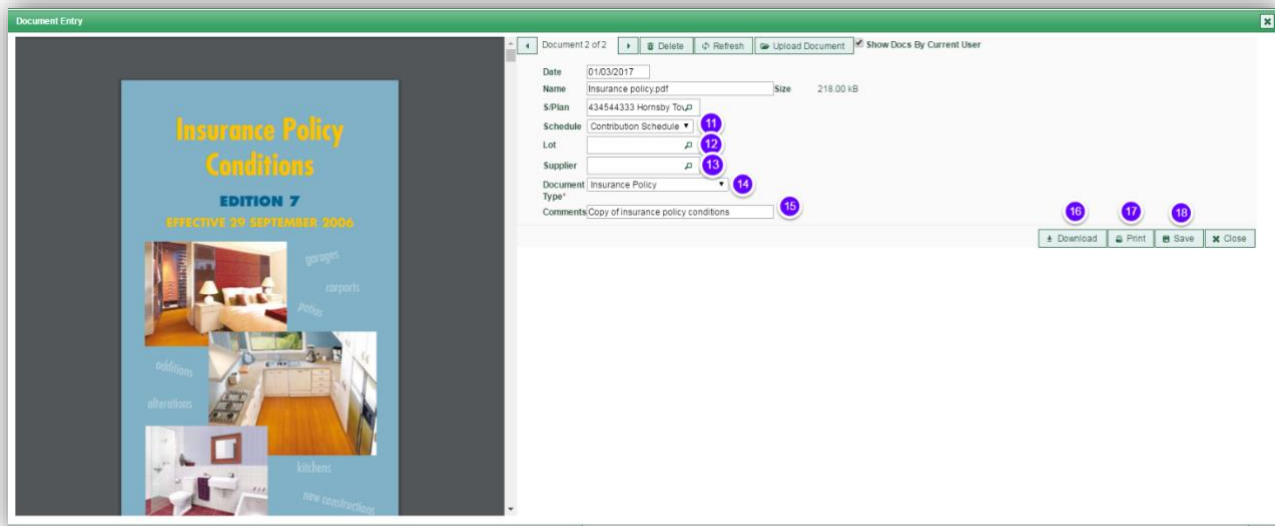 Document Entry
Document 2 of 2
Delete
Refresh
Upload Document
Show Docs By Current User
Date 01/03/2017
Name Insurance policy.pdf Size 218.00 kB
S/Plan 434544333 Hornsby
Schedule Contribution Schedule 11
Lot 12
Supplier 13
Document Insurance Policy 14
Type*
Comments Copy of insurance policy conditions 15
16 17 18
Download Print Save Close
Insurance Policy
Conditions
EDITION 7
EFFECTIVE 29 SEPTEMBER 2006
garages
carports
patios
additions
alterations
kitchens
new constructions